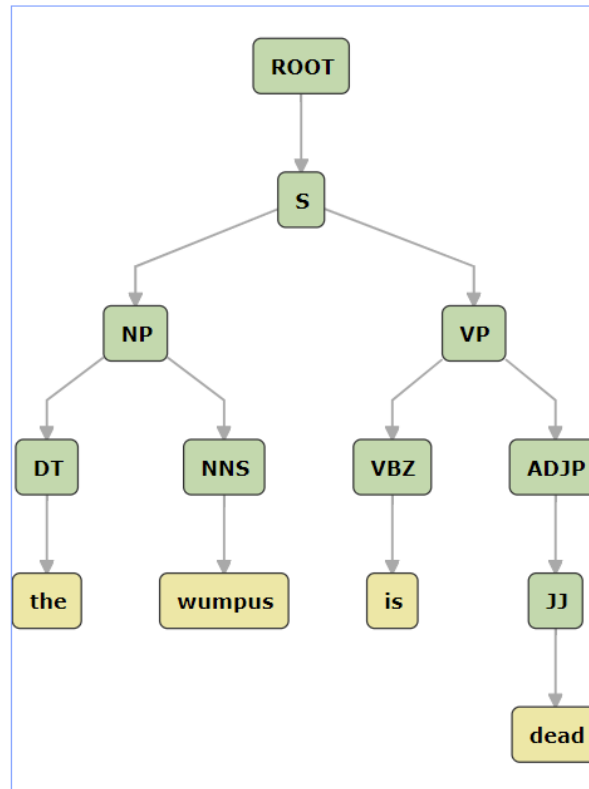 ROOT
S
NP VP
DT NNS VBZ ADJP
the wumpus is JJ
dead